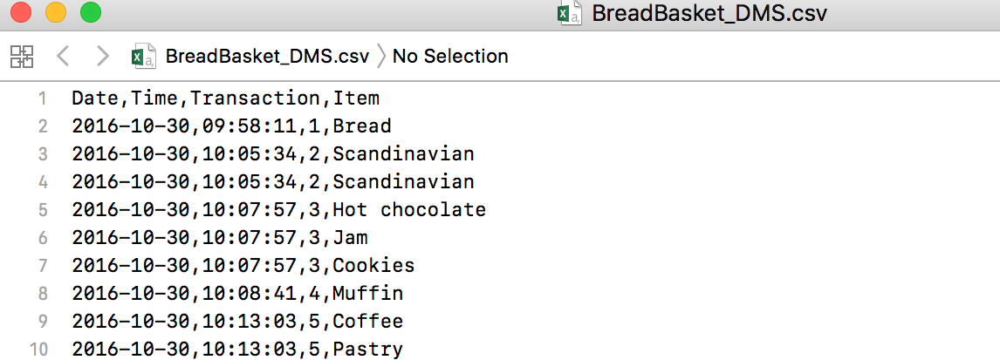 BreadBasket_DMS.csv
BreadBasket_DMS.csv 〉No Selection
1 Date,Time,Transaction,Item
2 2016-10-30,09:58:11,1,Bread
3 2016-10-30,10:05:34,2,Scandinavian
4 2016-10-30,10:05:34,2,Scandinavian
5 2016-10-30,10:07:57,3,Hot chocolate
6 2016-10-30,10:07:57,3,Jam
7 2016-10-30,10:07:57,3,Cookies
8 2016-10-30,10:08:41,4,Muffin
9 2016-10-30,10:13:03,5,Coffee
10 2016-10-30,10:13:03,5,Pastry